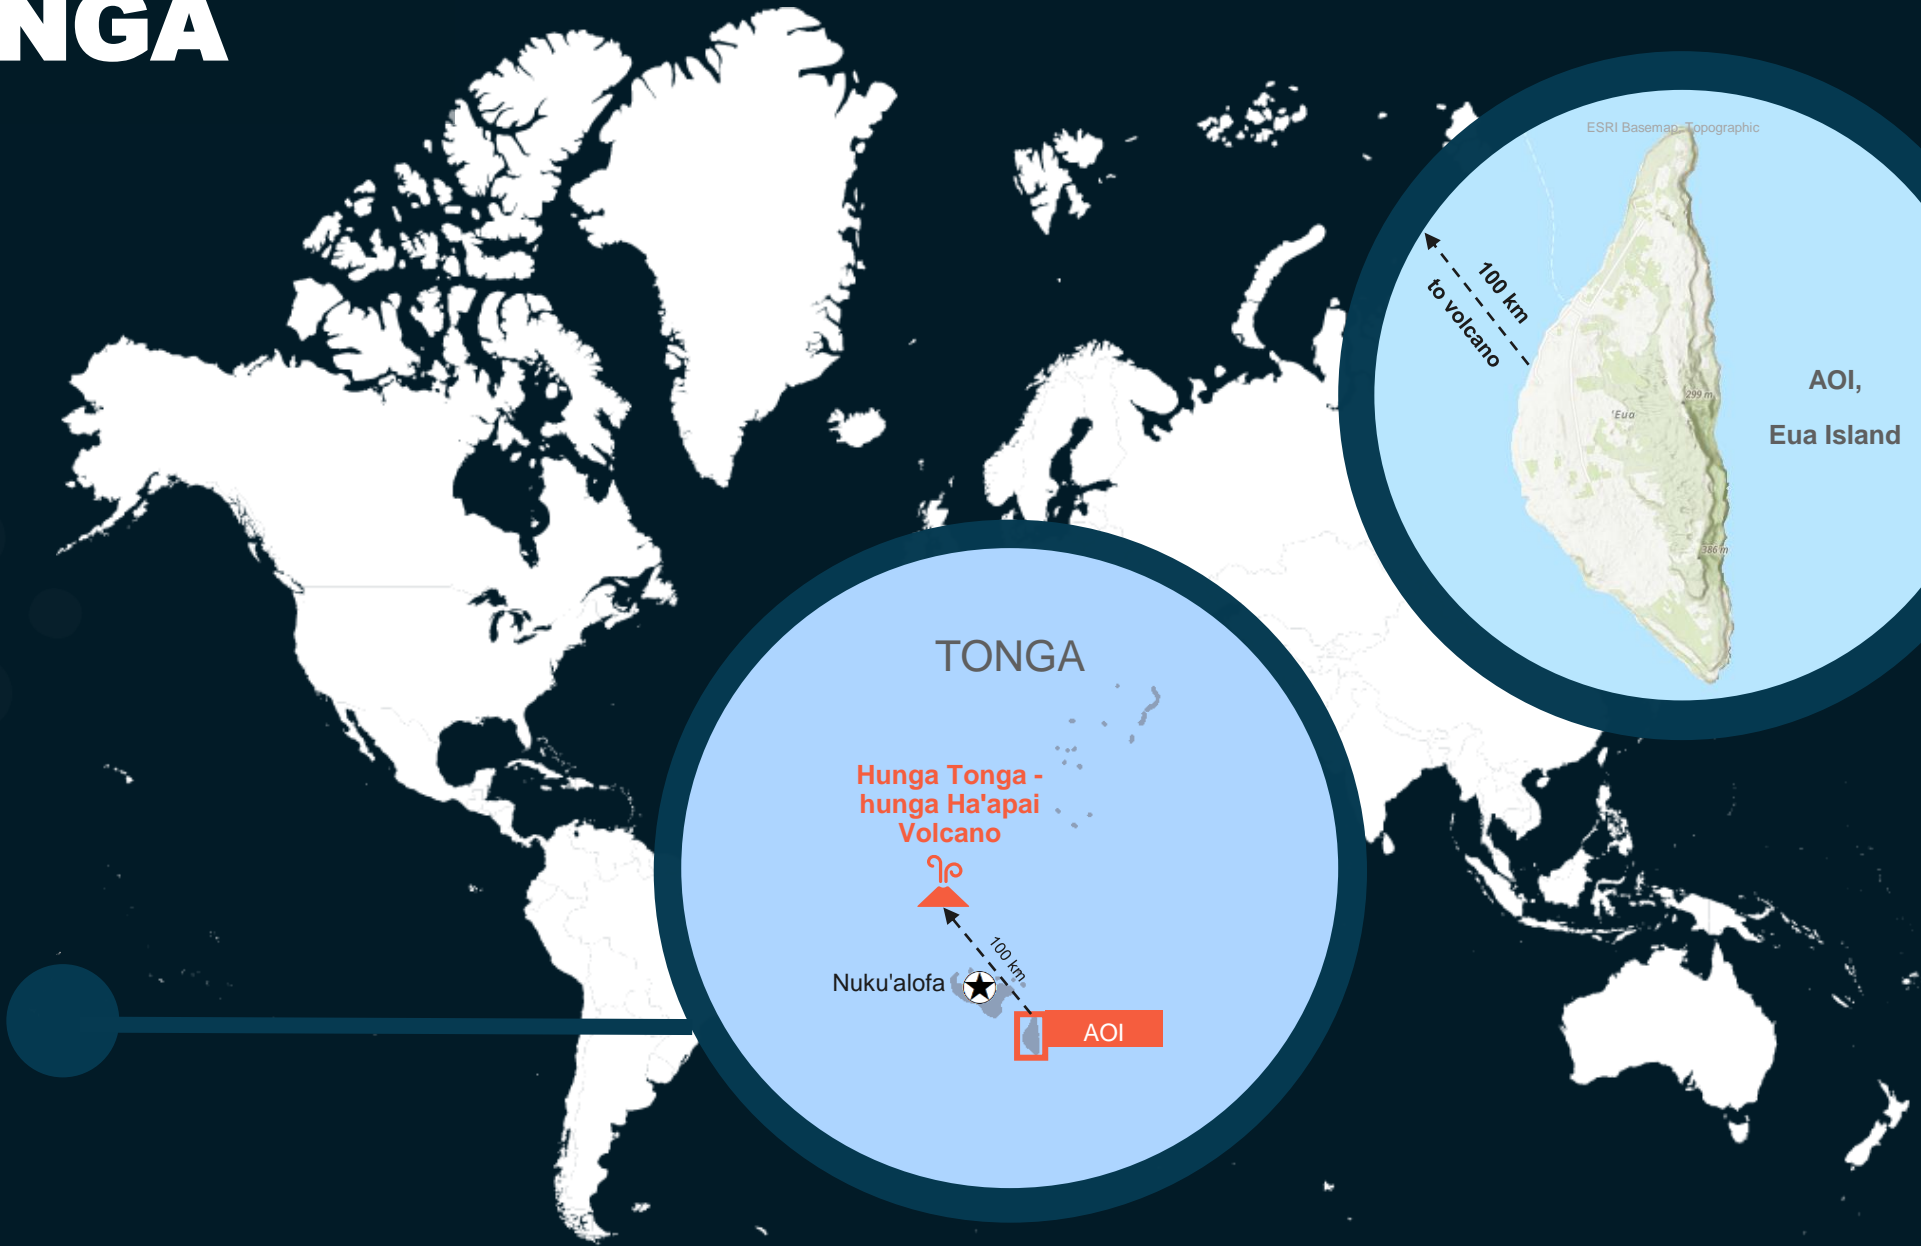 NGA
ESRI Basemap: Topographic
100 km
to volcano
299 m
'Eua
AOI,
Eua Island
386 m
TONGA
Hunga Tonga -
hunga Ha'apai
Volcano
100 km
Nuku'alofa
AOI